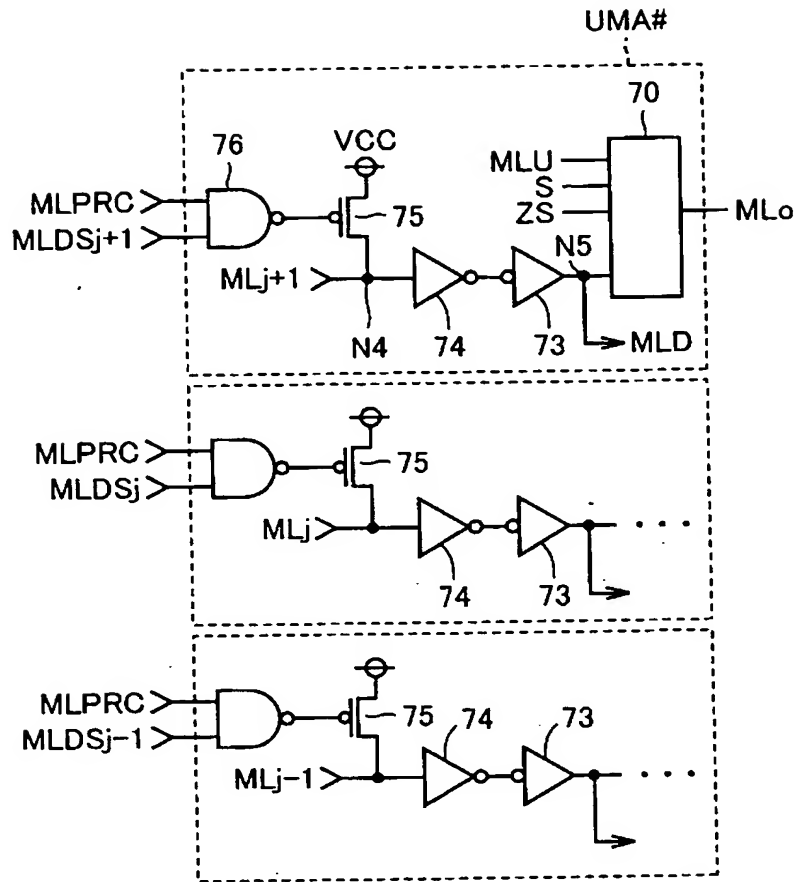 UMA#
70
76
VCC
MLU
S
ZS
MLPRC
MLDSj+1
75
MLo
N5
MLj+1
N4
74
73
MLD
MLPRC
MLDSj
75
MLj
74
73
MLPRC
MLDSj-1
75
74
73
MLj-1